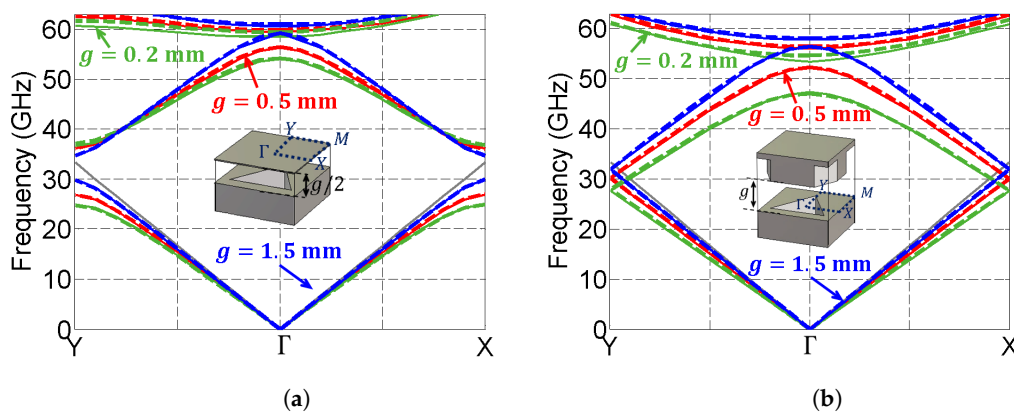 Frequency (GHz)
60
50
40
30
20
10
0
Y
Γ
X
g = 0.2 mm
g = 0.5 mm
g = 1.5 mm
Y
M
Γ
X
g/2
(a)
Frequency (GHz)
60
50
40
30
20
10
0
Y
Γ
X
g = 0.2 mm
g = 0.5 mm
g = 1.5 mm
g
Y
M
Γ
X
(b)